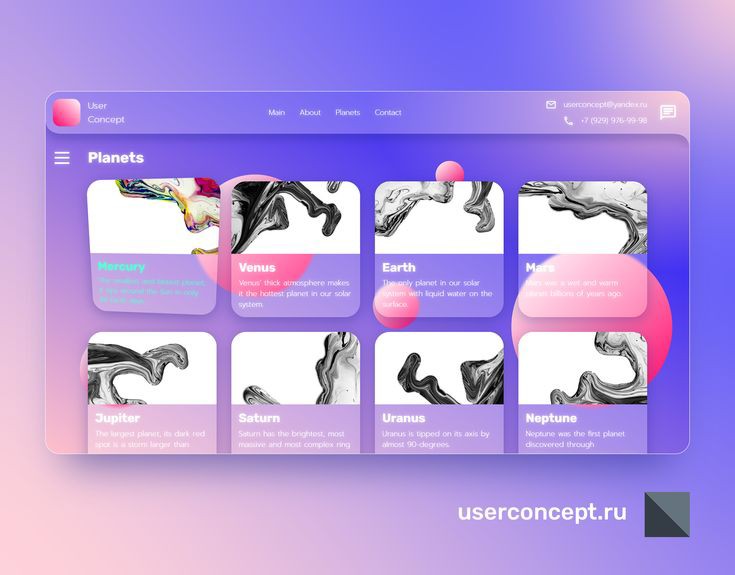 User
Concept
Main About Planets Contact
userconcept@yandex.ru
+7 (929) 976-99-98
Planets
Mercury
The smallest and fastest planet,
it zips around the Sun in only
Venus
Venus' thick atmosphere makes
it the hottest planet in our solar
system.
Earth
The only planet in our solar
system with liquid water on the
surface.
Mars
Mars was a wet and warm
planet billions of years ago.
Jupiter
The largest planet, its dark red
spot is a storm larger than
Saturn
Saturn has the brightest, most
massive and most complex ring
Uranus
Uranus is tipped on its axis by
almost 90-degrees.
Neptune
Neptune was the first planet
discovered through
userconcept.ru